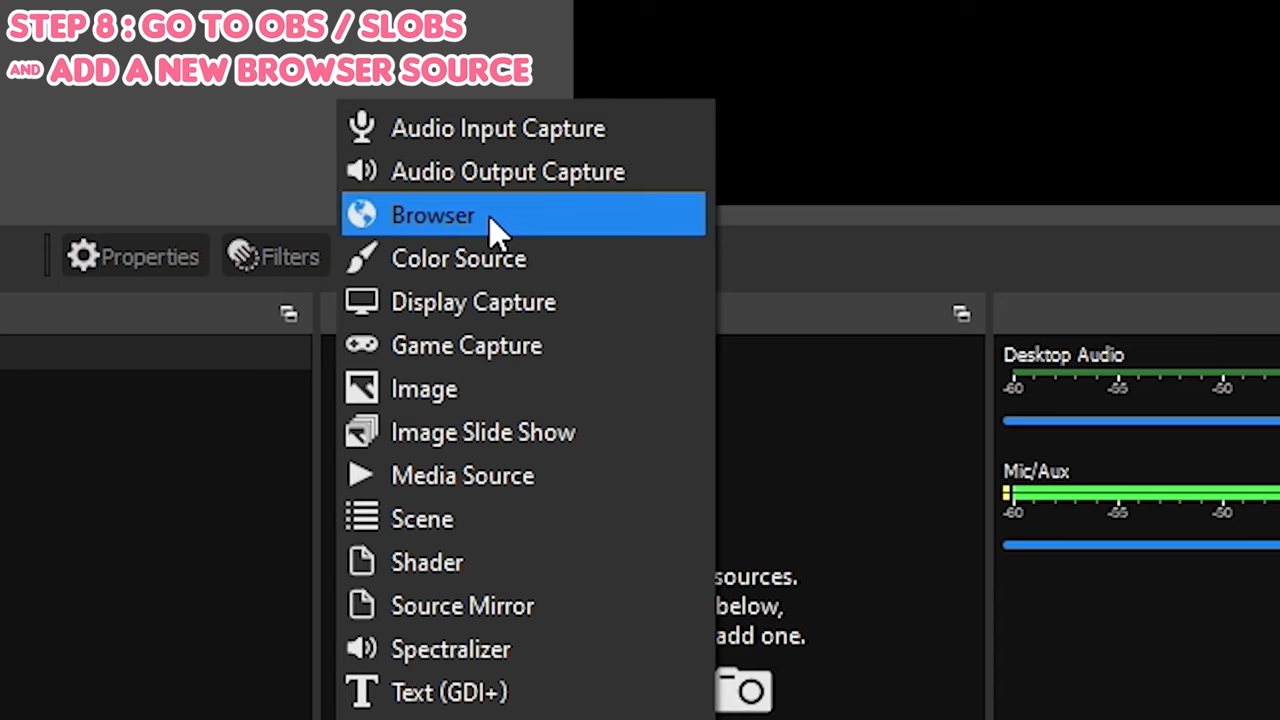 STEP 8 : GO TO OBS / SLOBS
AND ADD A NEW BROWSER SOURCE
Audio Input Capture
Audio Output Capture
Browser
Properties
Filters
Color Source
Display Capture
Game Capture
Image
Image Slide Show
Media Source
Scene
Shader
Source Mirror
Spectralizer
Text (GDI+)
sources.
below,
add one.
Desktop Audio
-60 -55 -50
Mic/Aux
-60 -55 -50